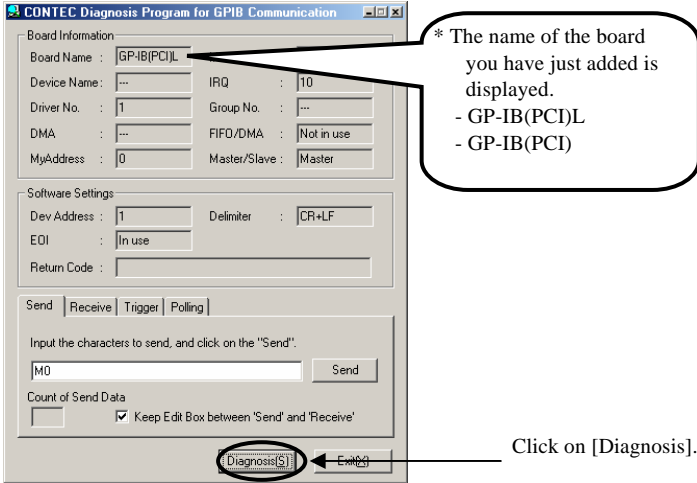 CONTEC Diagnosis Program for GPIB Communication
Board Information
Board Name : GP-IB(PCI)L
Device Name: --- IRQ : 10
Driver No. : 1 Group No. : ---
DMA : --- FIFO/DMA : Not in use
MyAddress : 0 Master/Slave : Master
Software Settings
Dev Address : 1 Delimiter : CR+LF
EOI : In use
Return Code :
Send Receive Trigger Polling
Input the characters to send, and click on the "Send".
M0 Send
Count of Send Data
Keep Edit Box between 'Send' and 'Receive'
Diagnosis(S) Exit(X)
* The name of the board
you have just added is
displayed.
- GP-IB(PCI)L
- GP-IB(PCI)
Click on [Diagnosis].